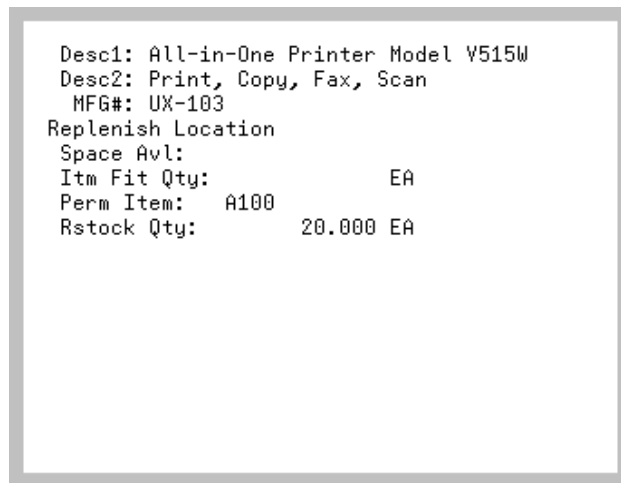 Desc1: All-in-One Printer Model V515W
Desc2: Print, Copy, Fax, Scan
MFG#: UX-103
Replenish Location
Space Avl:
Itm Fit Qty: EA
Perm Item: A100
Rstock Qty: 20.000 EA